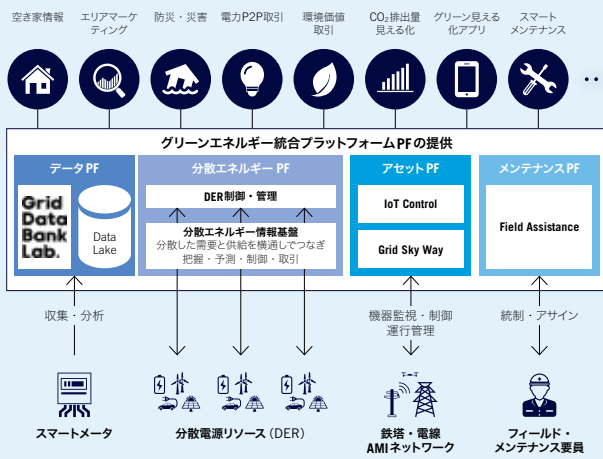 空き家情報
エリアマーケ
ティング
防災・災害
電力P2P取引
環境価値
取引
CO₂排出量
見える化
グリーン見える
化アプリ
スマート
メンテナンス
…
グリーンエネルギー統合プラットフォームPFの提供
データPF
Grid
Data
Bank
Lab.
Data
Lake
分散エネルギーPF
DER制御・管理
分散エネルギー情報基盤
分散した需要と供給を横通しでつなぎ
把握・予測・制御・取引
アセットPF
IoT Control
Grid Sky Way
メンテナンスPF
Field Assistance
収集・分析
機器監視・制御
運行管理
統制・アサイン
スマートメータ
分散電源リソース（DER）
鉄塔・電線
AMIネットワーク
フィールド・
メンテナンス要員